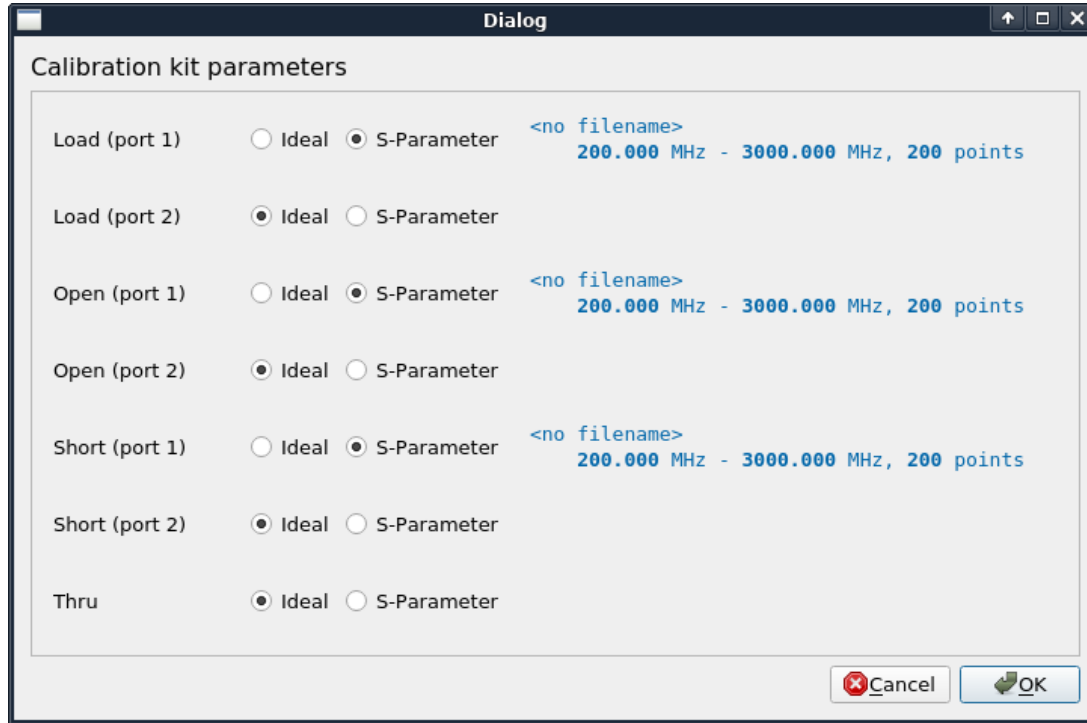 Dialog
Calibration kit parameters
Load (port 1) Ideal S-Parameter <no filename>
200.000 MHz - 3000.000 MHz, 200 points
Load (port 2) Ideal S-Parameter
Open (port 1) Ideal S-Parameter <no filename>
200.000 MHz - 3000.000 MHz, 200 points
Open (port 2) Ideal S-Parameter
Short (port 1) Ideal S-Parameter <no filename>
200.000 MHz - 3000.000 MHz, 200 points
Short (port 2) Ideal S-Parameter
Thru Ideal S-Parameter
Cancel OK